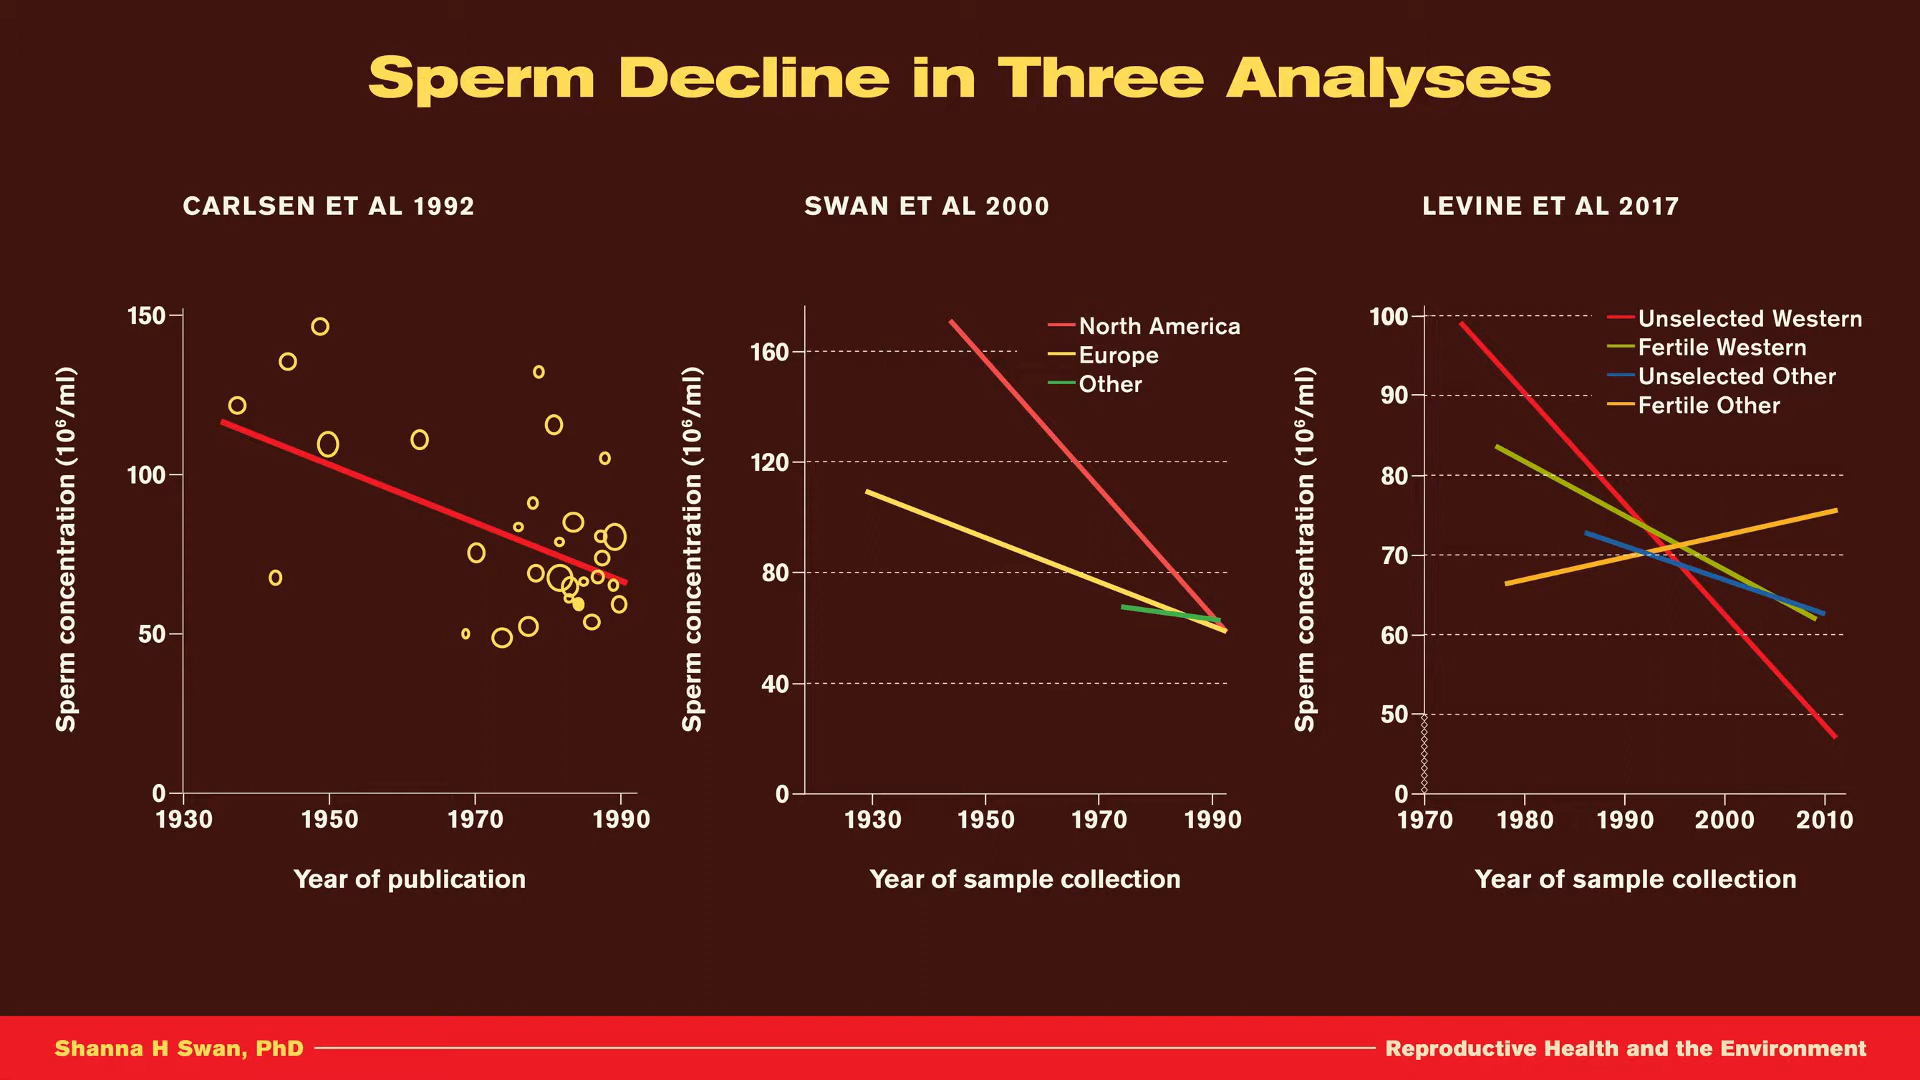 Sperm Decline in Three Analyses
CARLSEN ET AL 1992
Sperm concentration (10⁶/ml)
150
100
50
0
1930 1950 1970 1990
Year of publication
SWAN ET AL 2000
Sperm concentration (10⁶/ml)
160
120
80
40
0
North America
Europe
Other
1930 1950 1970 1990
Year of sample collection
LEVINE ET AL 2017
Sperm concentration (10⁶/ml)
100
90
80
70
60
50
0
Unselected Western
Fertile Western
Unselected Other
Fertile Other
1970 1980 1990 2000 2010
Year of sample collection
Shanna H Swan, PhD
Reproductive Health and the Environment